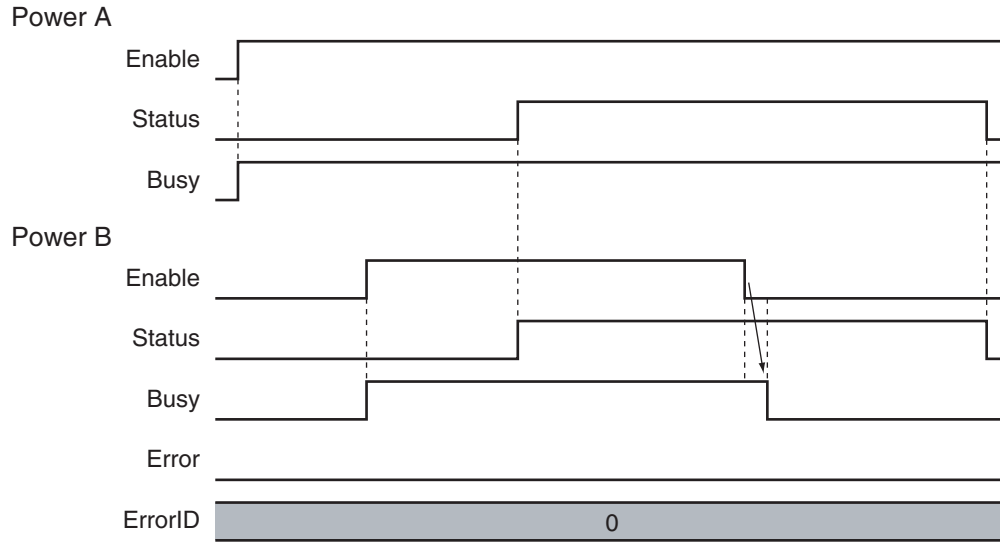 Power A
Enable
Status
Busy
Power B
Enable
Status
Busy
Error
ErrorID
0